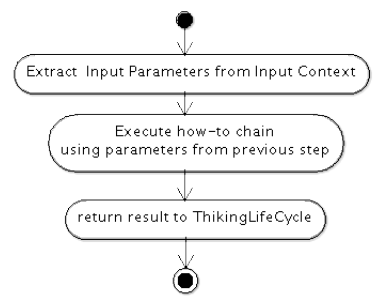 Extract Input Parameters from Input Context
Execute how-to chain
using parameters from previous step
return result to ThikingLifeCycle